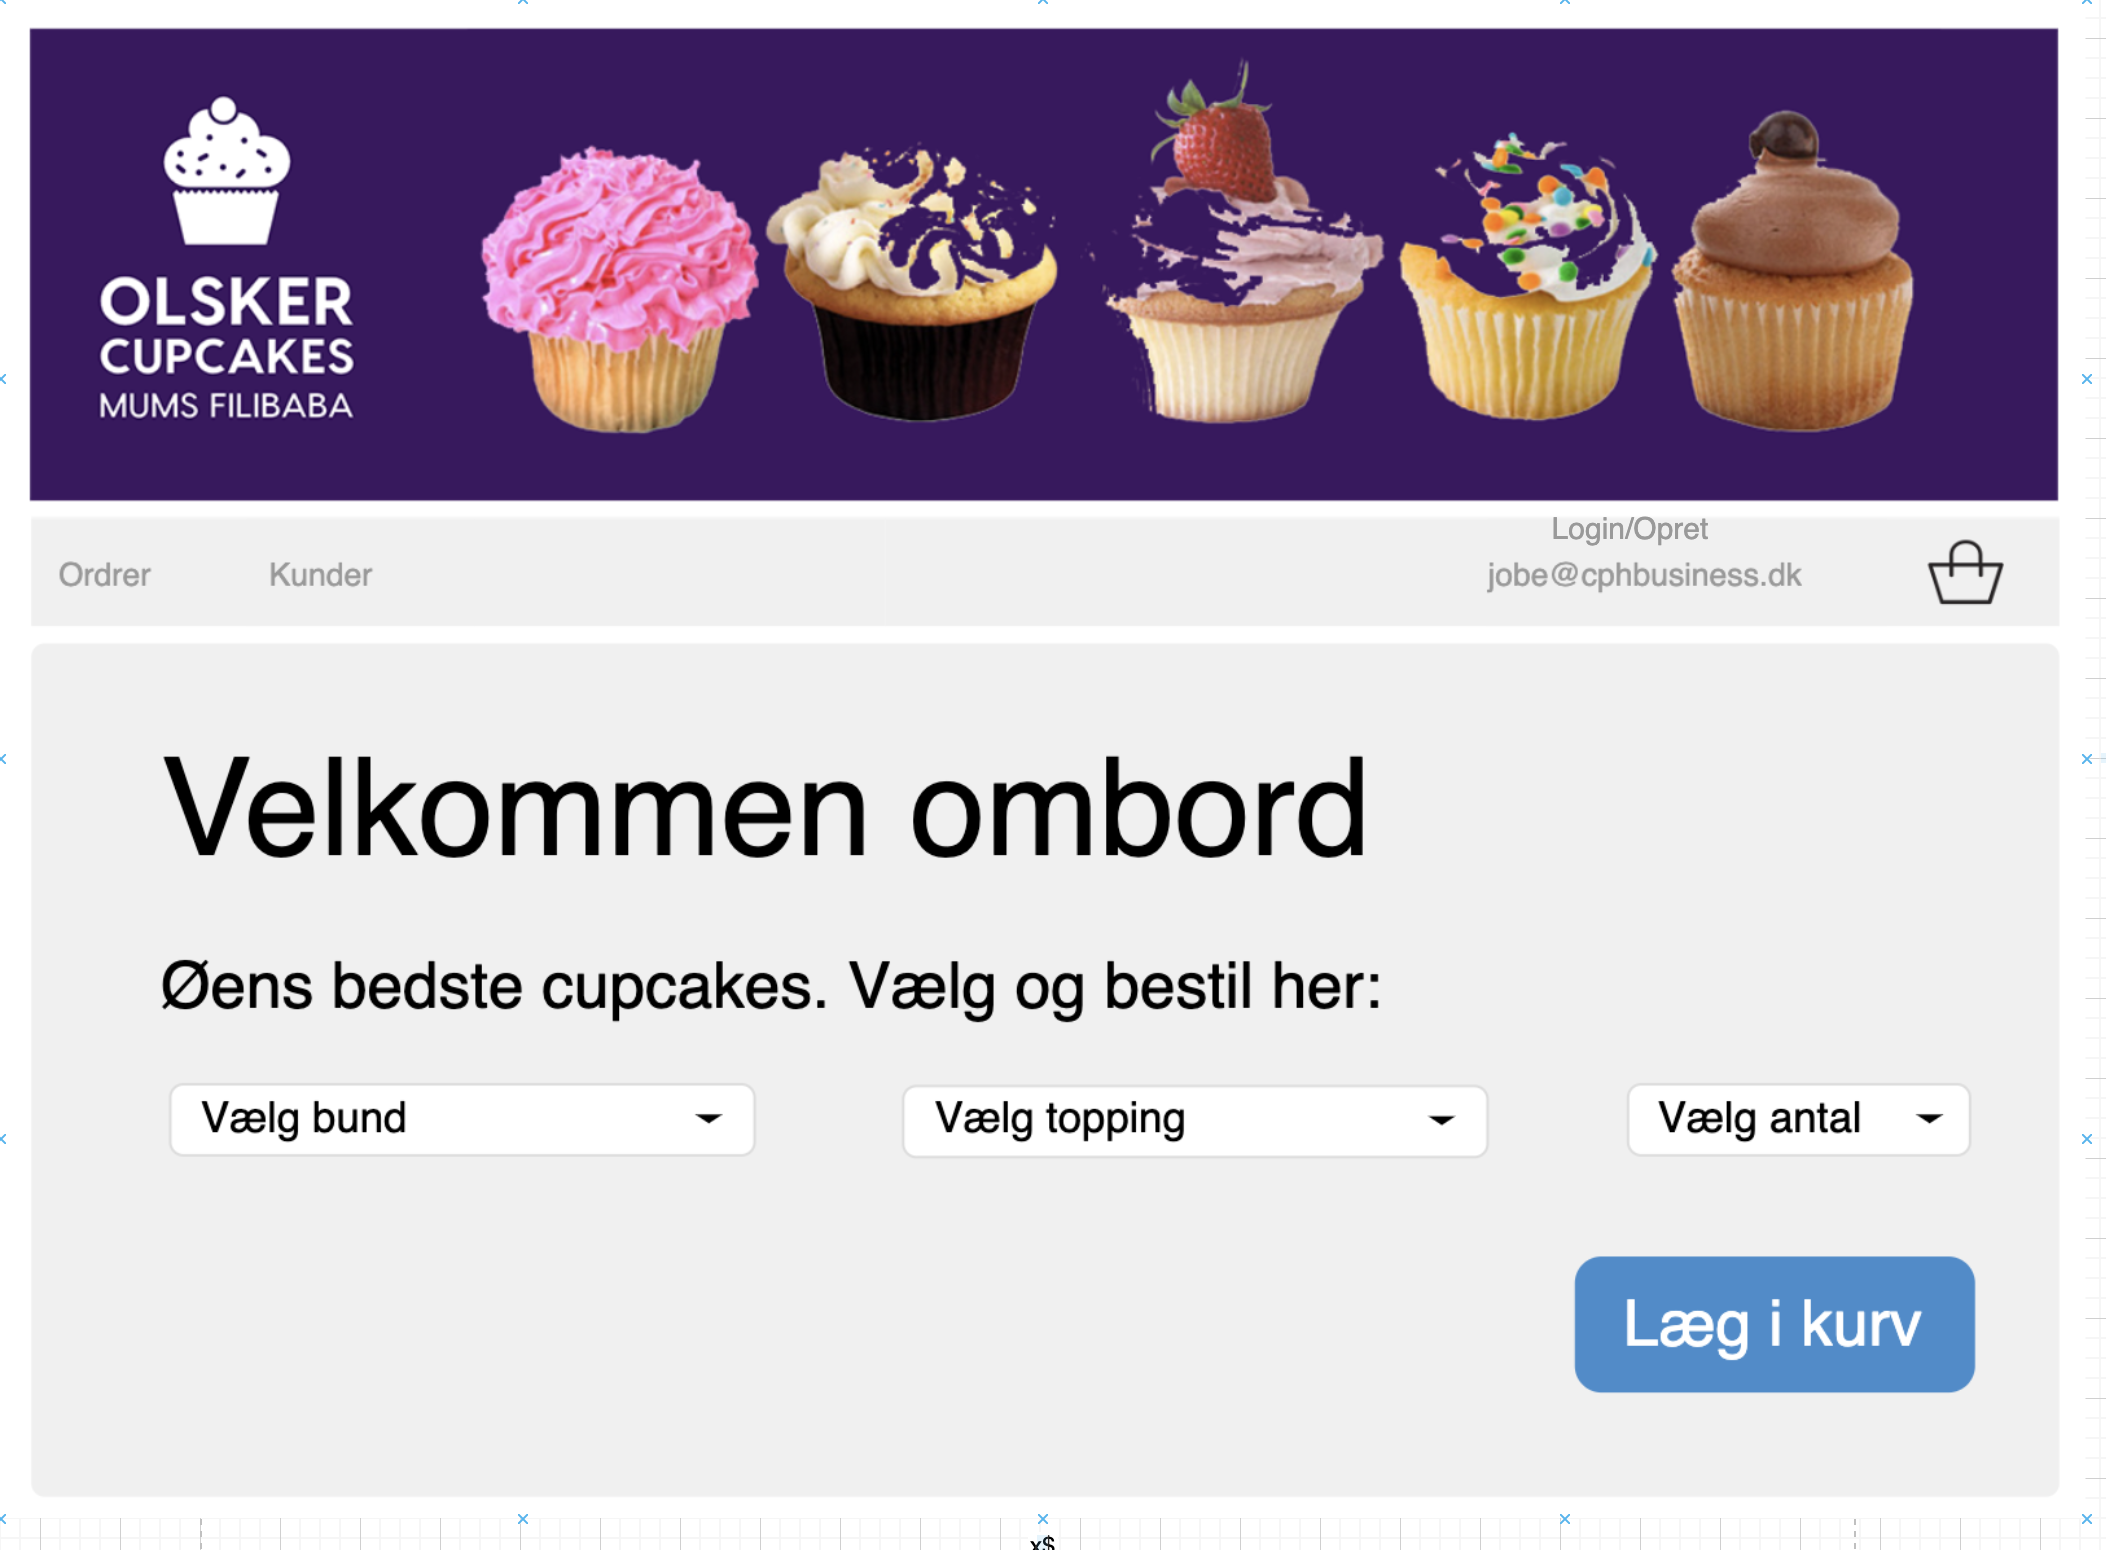 OLSKER
CUPCAKES
MUMS FILIBABA
Login/Opret
Ordrer Kunder jobe@cphbusiness.dk
Velkommen ombord
Øens bedste cupcakes. Vælg og bestil her:
Vælg bund Vælg topping Vælg antal
Læg i kurv
x$